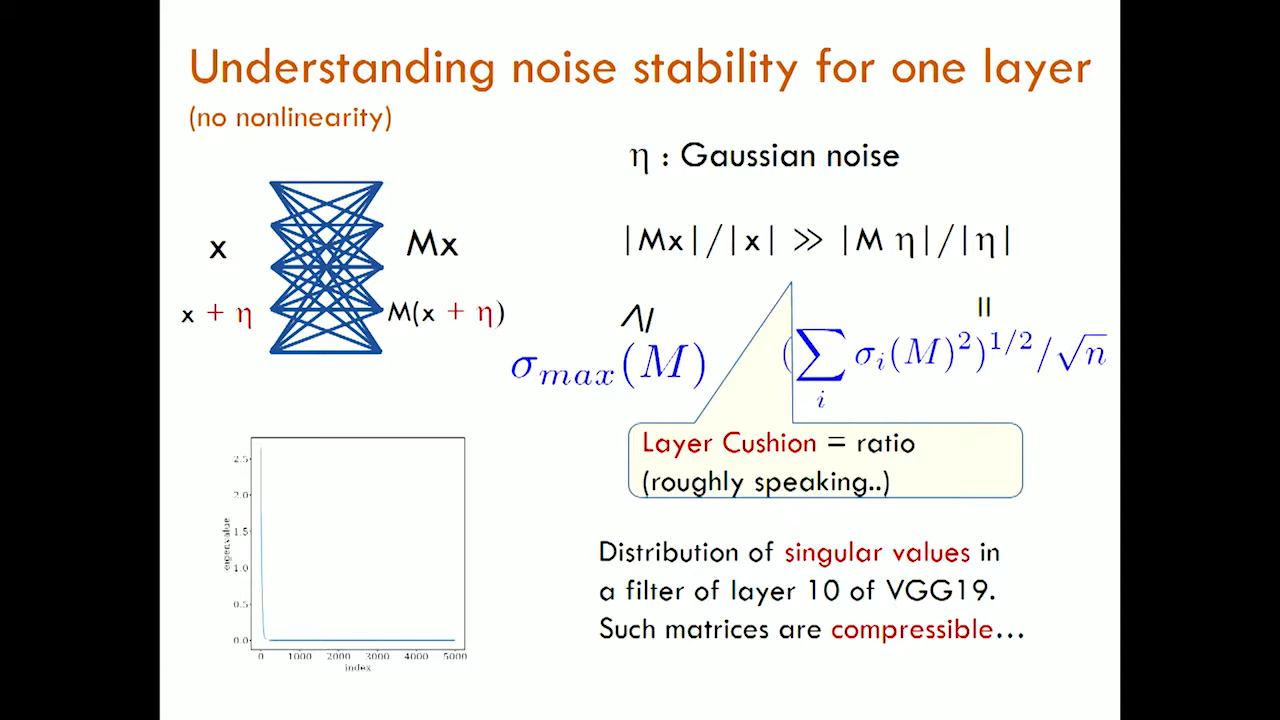 Understanding noise stability for one layer
(no nonlinearity)
η : Gaussian noise
x
Mx
|Mx|/|x| ≫ |M η|/|η|
x + η
M(x + η)
σmax(M)
(∑i σi(M)²)^1/2/√n
Layer Cushion = ratio
(roughly speaking..)
2.5
2.0
1.5
1.0
0.5
0.0
eigenvalue
0 1000 2000 3000 4000 5000
index
Distribution of singular values in
a filter of layer 10 of VGG19.
Such matrices are compressible…